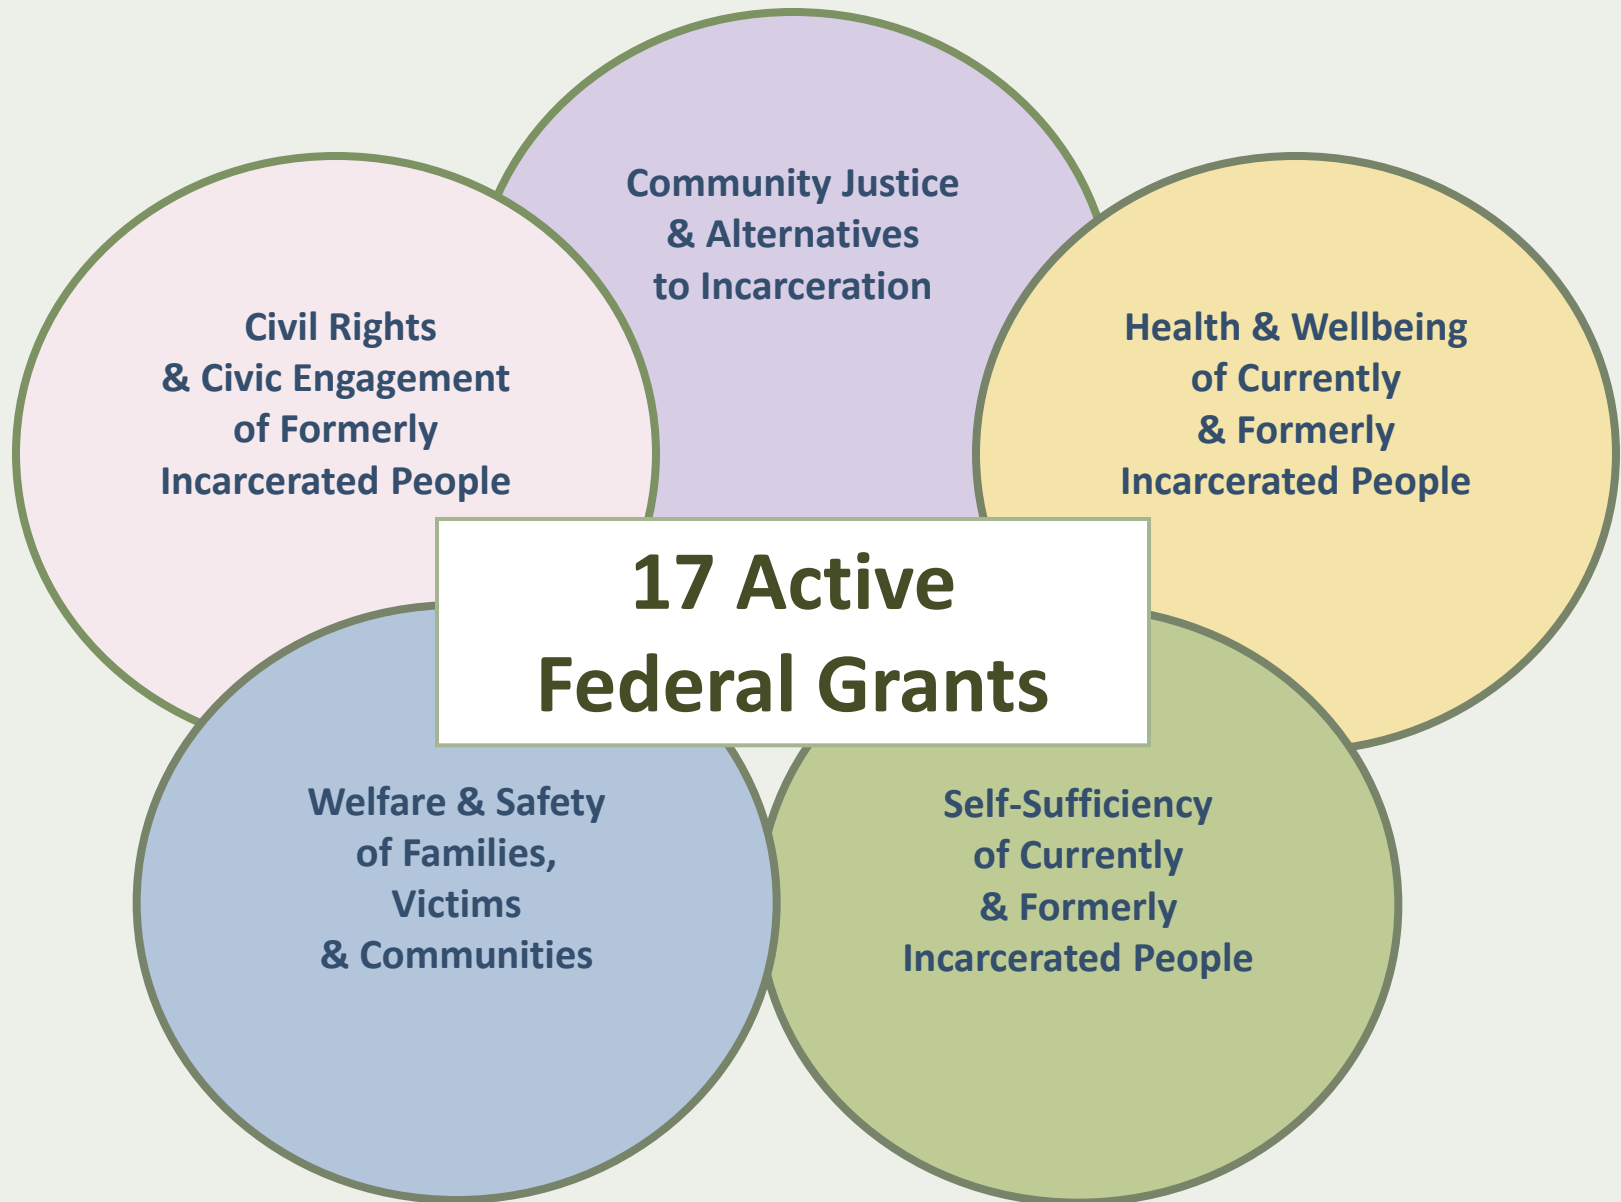 Community Justice
& Alternatives
to Incarceration
Civil Rights
& Civic Engagement
of Formerly
Incarcerated People
Health & Wellbeing
of Currently
& Formerly
Incarcerated People
17 Active
Federal Grants
Welfare & Safety
of Families,
Victims
& Communities
Self-Sufficiency
of Currently
& Formerly
Incarcerated People